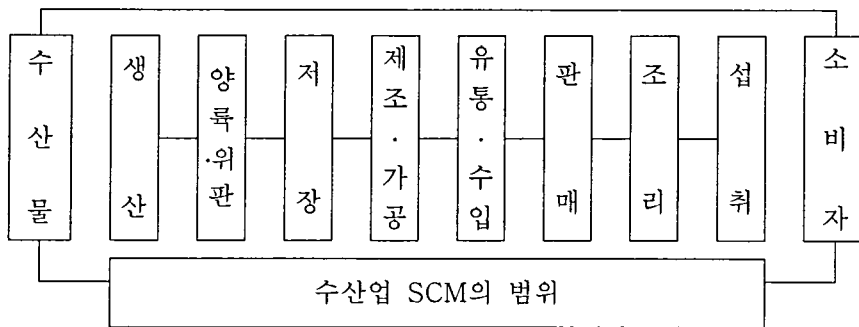 수산물
생산
양륙·위판
저장
제조·가공
유통·수입
판매
조리
섭취
소비자
수산업 SCM의 범위